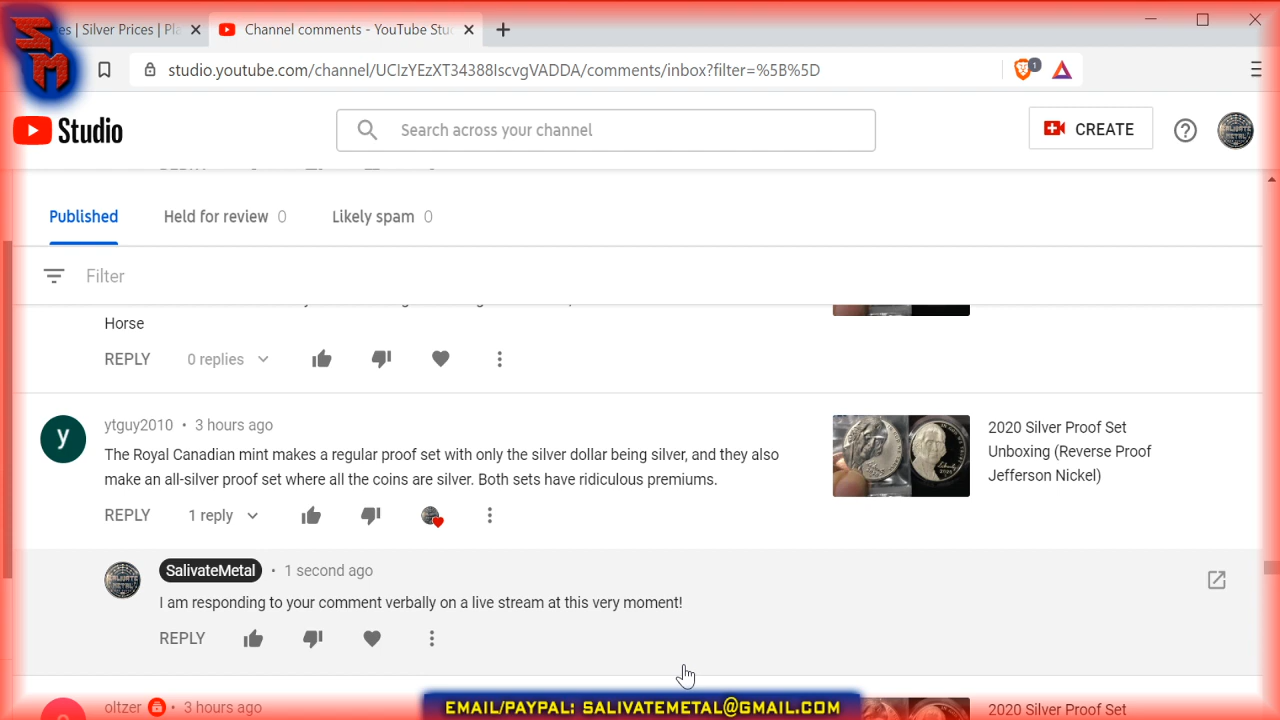 SM
es | Silver Prices | Pla
Channel comments - YouTube Stu
studio.youtube.com/channel/UCIzYEzXT34388IscvgVADDA/comments/inbox?filter=%5B%5D
1
Studio
Search across your channel
CREATE
Published
Held for review 0
Likely spam 0
Filter
Horse
REPLY
0 replies
ytguy2010 • 3 hours ago
The Royal Canadian mint makes a regular proof set with only the silver dollar being silver, and they also
make an all-silver proof set where all the coins are silver. Both sets have ridiculous premiums.
REPLY
1 reply
2020 Silver Proof Set
Unboxing (Reverse Proof
Jefferson Nickel)
SalivateMetal • 1 second ago
I am responding to your comment verbally on a live stream at this very moment!
REPLY
oltzer • 3 hours ago
2020 Silver Proof Set
EMAIL/PAYPAL: SALIVATEMETAL@GMAIL.COM